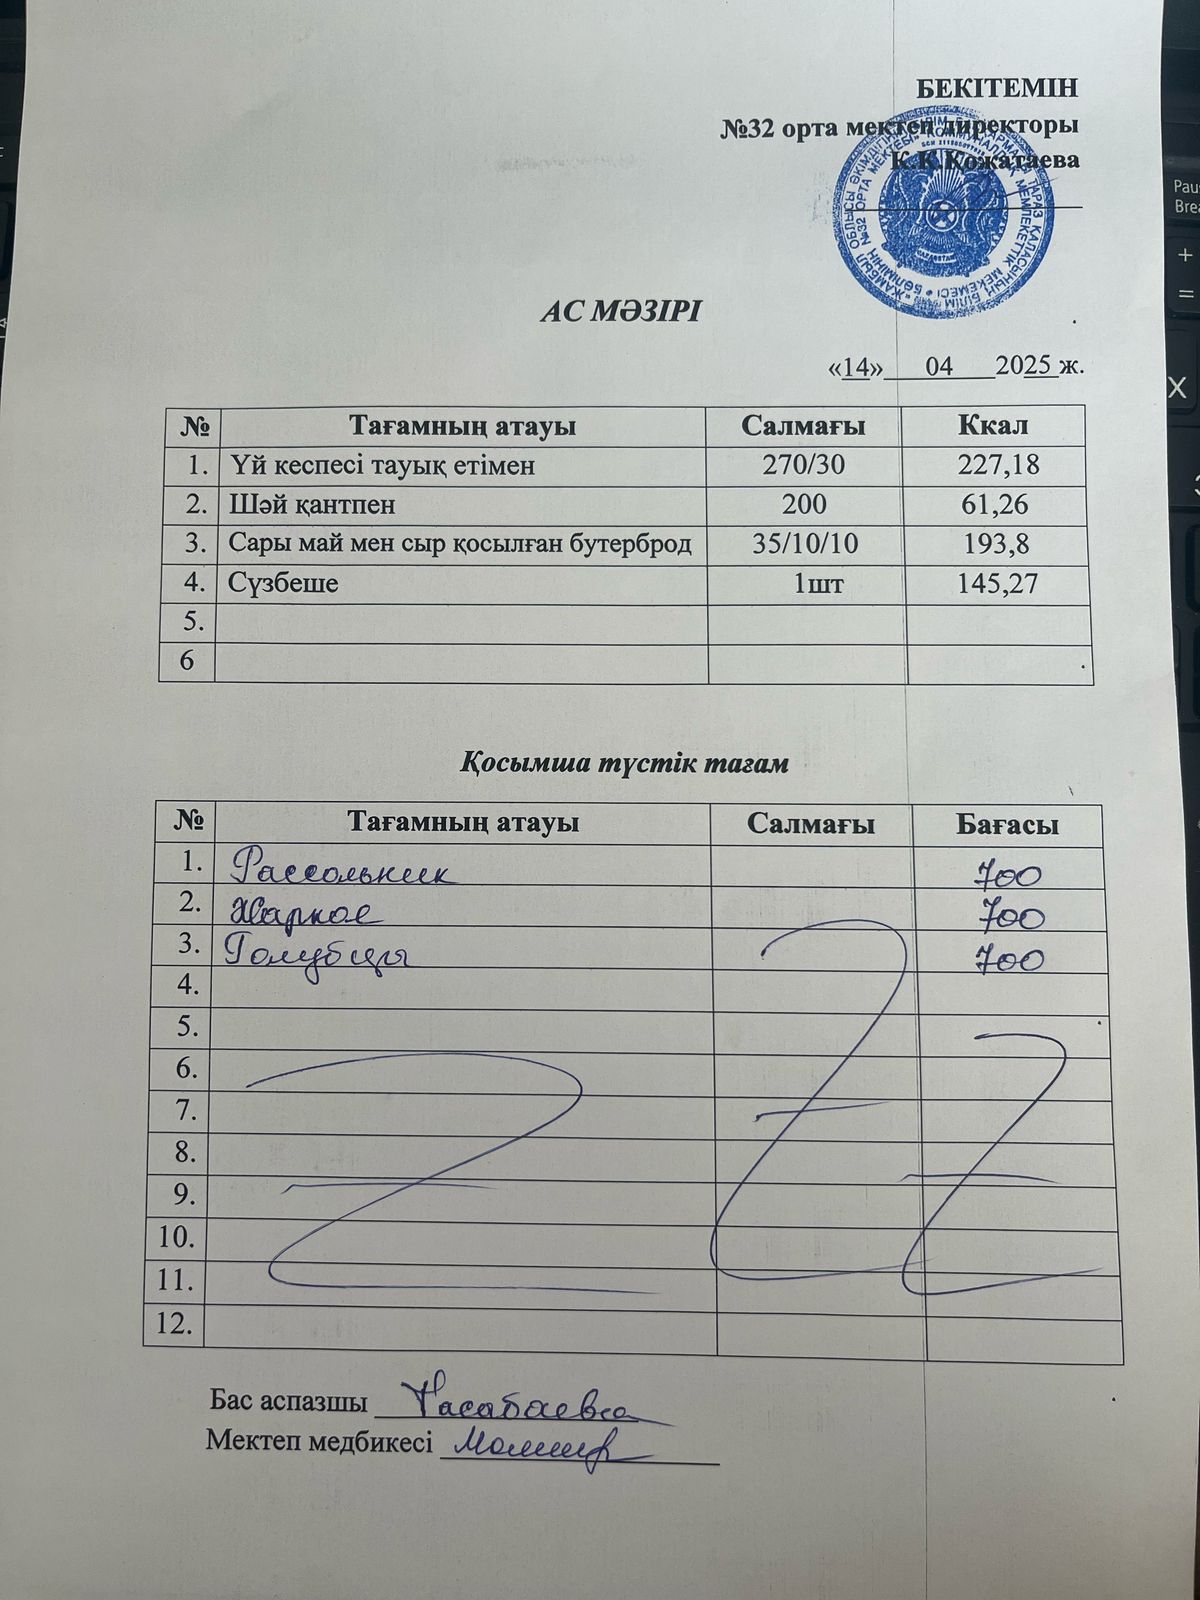 БЕКІТЕМІН
№32 орта мектеп директоры
К.К.Кожатаева
АС МӘЗІРІ
«14» 04 2025 ж.
№ Тағамның атауы Салмағы Ккал
1. Үй кеспесі тауық етімен 270/30 227,18
2. Шәй қантпен 200 61,26
3. Сары май мен сыр қосылған бутерброд 35/10/10 193,8
4. Сүзбеше 1шт 145,27
5.
6
Қосымша түстік тағам
№ Тағамның атауы Салмағы Бағасы
1. Рассольник 700
2. Жаркое 700
3. Голубцы 700
4.
5.
6.
7.
8.
9.
10.
11.
12.
Бас аспазшы
Мектеп медбикесі